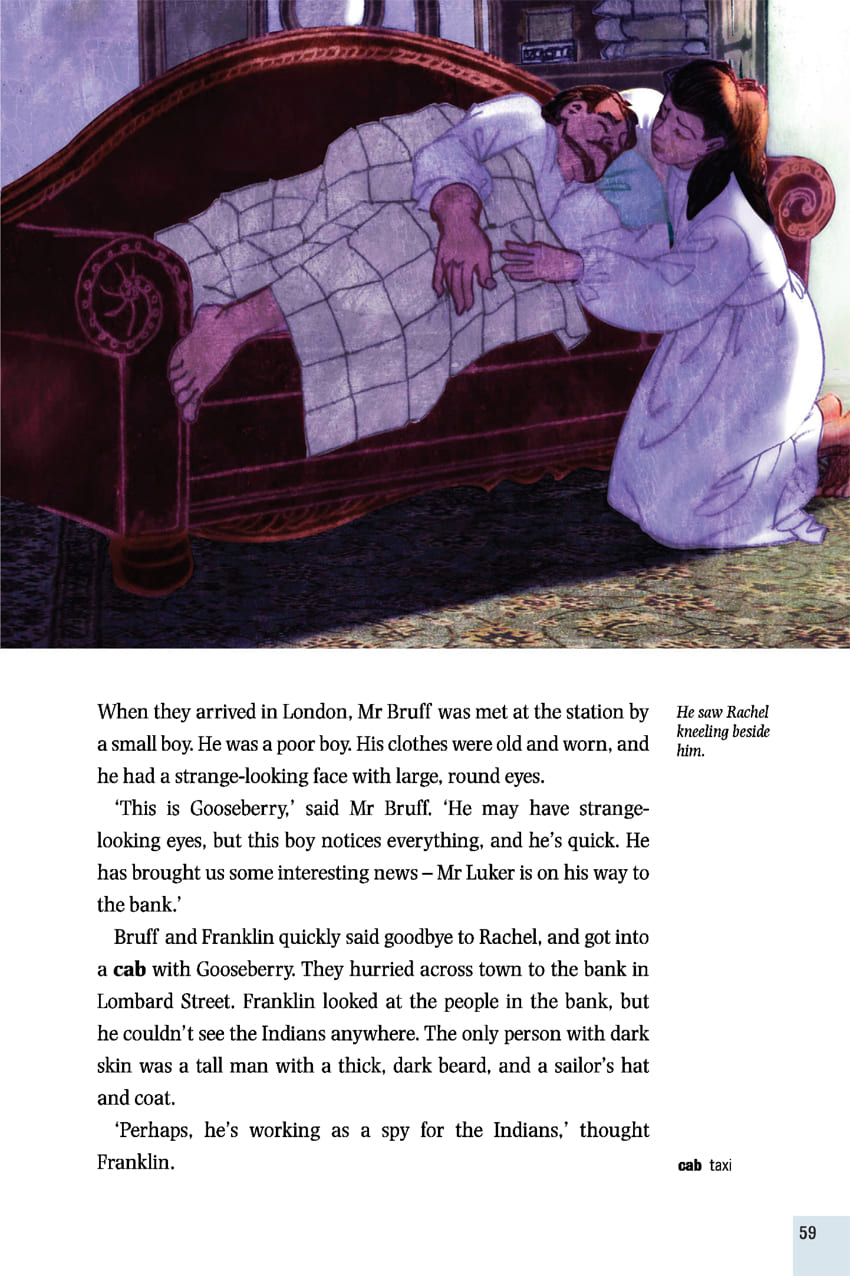 When they arrived in London, Mr Bruff was met at the station by
a small boy. He was a poor boy. His clothes were old and worn, and
he had a strange-looking face with large, round eyes.
‘This is Gooseberry,’ said Mr Bruff. ‘He may have strange-
looking eyes, but this boy notices everything, and he’s quick. He
has brought us some interesting news – Mr Luker is on his way to
the bank.’
Bruff and Franklin quickly said goodbye to Rachel, and got into
a cab with Gooseberry. They hurried across town to the bank in
Lombard Street. Franklin looked at the people in the bank, but
he couldn’t see the Indians anywhere. The only person with dark
skin was a tall man with a thick, dark beard, and a sailor’s hat
and coat.
‘Perhaps, he’s working as a spy for the Indians,’ thought
Franklin.
He saw Rachel
kneeling beside
him.
cab taxi
59